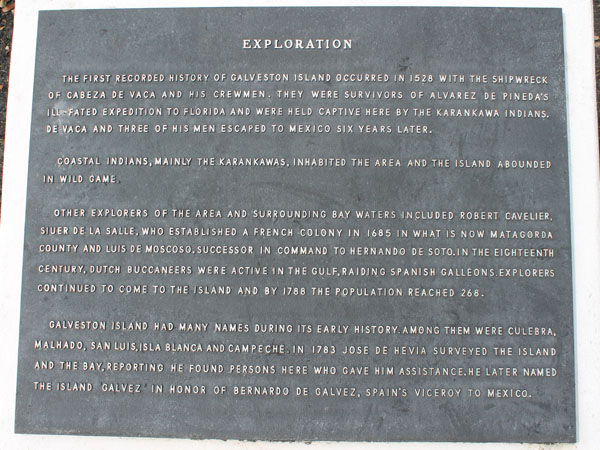 EXPLORATION
THE FIRST RECORDED HISTORY OF GALVESTON ISLAND OCCURRED IN 1528 WITH THE SHIPWRECK
OF CABEZA DE VACA AND HIS CREWMEN. THEY WERE SURVIVORS OF ALVAREZ DE PINEDA'S
ILL-FATED EXPEDITION TO FLORIDA AND WERE HELD CAPTIVE HERE BY THE KARANKAWA INDIANS.
DE VACA AND THREE OF HIS MEN ESCAPED TO MEXICO SIX YEARS LATER.
COASTAL INDIANS, MAINLY THE KARANKAWAS, INHABITED THE AREA AND THE ISLAND ABOUNDED
IN WILD GAME.
OTHER EXPLORERS OF THE AREA AND SURROUNDING BAY WATERS INCLUDED ROBERT CAVELIER,
SIUER DE LA SALLE, WHO ESTABLISHED A FRENCH COLONY IN 1685 IN WHAT IS NOW MATAGORDA
COUNTY AND LUIS DE MOSCOSO, SUCCESSOR IN COMMAND TO HERNANDO DE SOTO. IN THE EIGHTEENTH
CENTURY, DUTCH BUCCANEERS WERE ACTIVE IN THE GULF, RAIDING SPANISH GALLEONS. EXPLORERS
CONTINUED TO COME TO THE ISLAND AND BY 1788 THE POPULATION REACHED 268.
GALVESTON ISLAND HAD MANY NAMES DURING ITS EARLY HISTORY. AMONG THEM WERE CULEBRA,
MALHADO, SAN LUIS, ISLA BLANCA AND CAMPECHE. IN 1783 JOSE DE HEVIA SURVEYED THE ISLAND
AND THE BAY, REPORTING HE FOUND PERSONS HERE WHO GAVE HIM ASSISTANCE. HE LATER NAMED
THE ISLAND 'GALVEZ' IN HONOR OF BERNARDO DE GALVEZ, SPAIN'S VICEROY TO MEXICO.